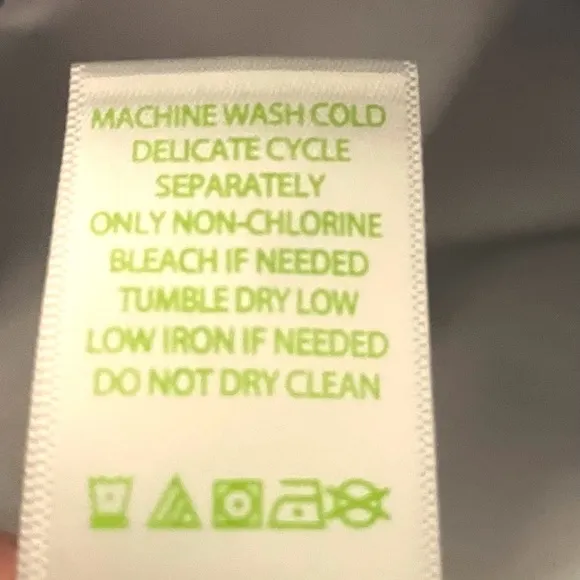 MACHINE WASH COLD
DELICATE CYCLE
SEPARATELY
ONLY NON-CHLORINE
BLEACH IF NEEDED
TUMBLE DRY LOW
LOW IRON IF NEEDED
DO NOT DRY CLEAN